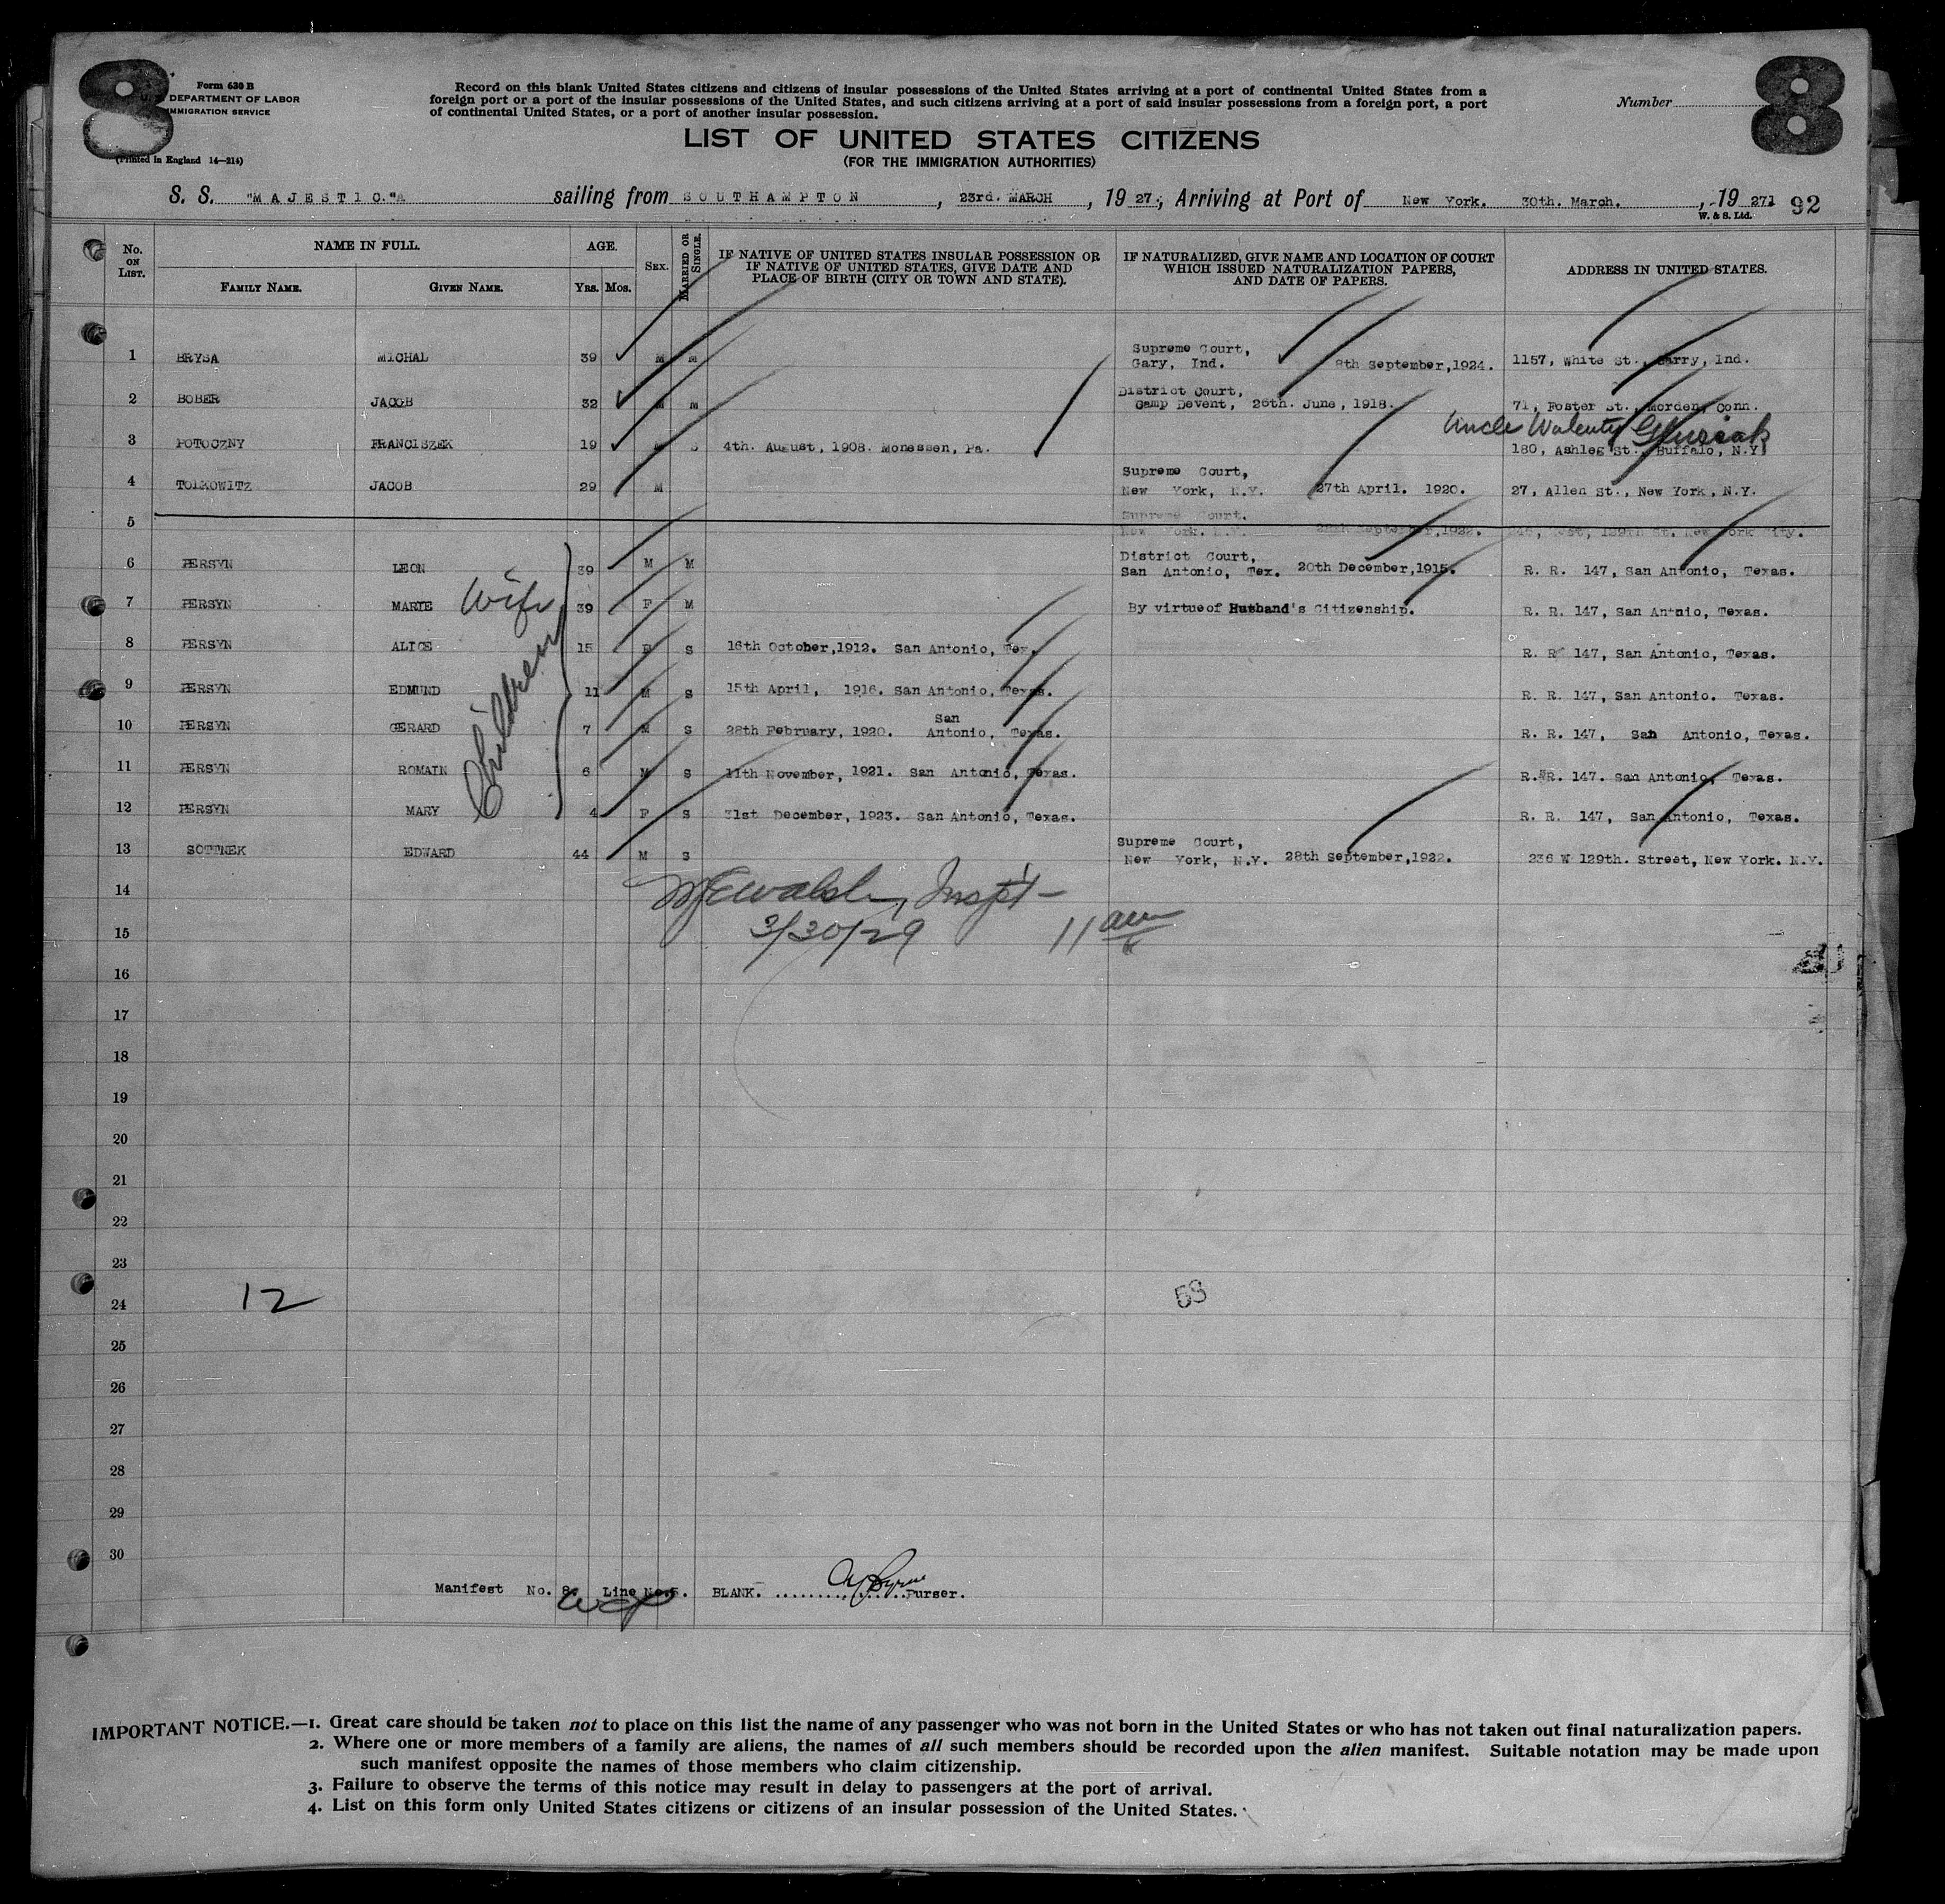 8
8
Form 630 B
DEPARTMENT OF LABOR
IMMIGRATION SERVICE
(Printed in England 14—214)
Record on this blank United States citizens and citizens of insular possessions of the United States arriving at a port of continental United States from a
foreign port or a port of the insular possessions of the United States, and such citizens arriving at a port of said insular possessions from a foreign port, a port
of continental United States, or a port of another insular possession.
Number
LIST OF UNITED STATES CITIZENS
(FOR THE IMMIGRATION AUTHORITIES)
S. S. "MAJESTIC." sailing from SOUTHAMPTON, 23rd. MARCH, 1927, Arriving at Port of New York. 30th. March., 1927. 92
W. & S. Ltd.
No. ON LIST. NAME IN FULL. FAMILY NAME. GIVEN NAME. AGE. YRS. MOS. SEX. MARRIED OR SINGLE. IF NATIVE OF UNITED STATES INSULAR POSSESSION OR IF NATIVE OF UNITED STATES, GIVE DATE AND PLACE OF BIRTH (CITY OR TOWN AND STATE). IF NATURALIZED, GIVE NAME AND LOCATION OF COURT WHICH ISSUED NATURALIZATION PAPERS, AND DATE OF PAPERS. ADDRESS IN UNITED STATES.
1 BRYSA MICHAL 39 M M Supreme Court, Gary, Ind. 8th September,1924. 1157, White St., Garry, Ind.
2 BOBER JACOB 32 M M District Court, Camp Devent, 26th. June, 1918. 71, Foster St., Morden, Conn.
Uncle Walenty
3 POTOCZNY FRANCISZEK 19 M S 4th. August, 1908. Monessen, Pa. 180, Ashleg St., Buffalo, N.Y.
4 TOLKOWITZ JACOB 29 M Supreme Court, New York, N.Y. 27th April. 1920. 27, Allen St., New York, N.Y.
5 Supreme Court. New York. N.Y. 28th September,1922. 129th St. New York City.
6 PERSYN LEON 39 M M District Court, San Antonio, Tex. 20th December,1915. R. R. 147, San Antonio, Texas.
7 PERSYN MARIE Wife 39 F M By virtue of Husband's Citizenship. R. R. 147, San Antnio, Texas.
8 PERSYN ALICE 15 F S 16th October,1912. San Antonio, Tex. R. R 147, San Antonio, Texas.
9 PERSYN EDMUND 11 M S 15th April, 1916. San Antonio, Texas. R. R. 147, San Antonio. Texas.
10 PERSYN GERARD 7 M S 28th February, 1920. San Antonio, Texas. R. R. 147, San Antonio, Texas.
11 PERSYN ROMAIN 6 M S 11th November, 1921. San Antonio, Texas. R. R. 147. San Antonio, Texas.
12 PERSYN MARY 4 F S 31st December, 1923. San Antonio, Texas. R. R. 147, San Antonio, Texas.
Children
13 SOTTNEK EDWARD 44 M S Supreme Court, New York, N.Y. 28th September,1922. 236 W 129th. Street, New York. N.Y.
14
Walsh, Inspt—
15 3/30/29 11 am
16
17
18
19
20
21
22
23
24 12 53
25
26
27
28
29
30
Manifest No. 8. Line No.5. BLANK. .................Purser.
IMPORTANT NOTICE.—1. Great care should be taken not to place on this list the name of any passenger who was not born in the United States or who has not taken out final naturalization papers.
2. Where one or more members of a family are aliens, the names of all such members should be recorded upon the alien manifest. Suitable notation may be made upon
such manifest opposite the names of those members who claim citizenship.
3. Failure to observe the terms of this notice may result in delay to passengers at the port of arrival.
4. List on this form only United States citizens or citizens of an insular possession of the United States.